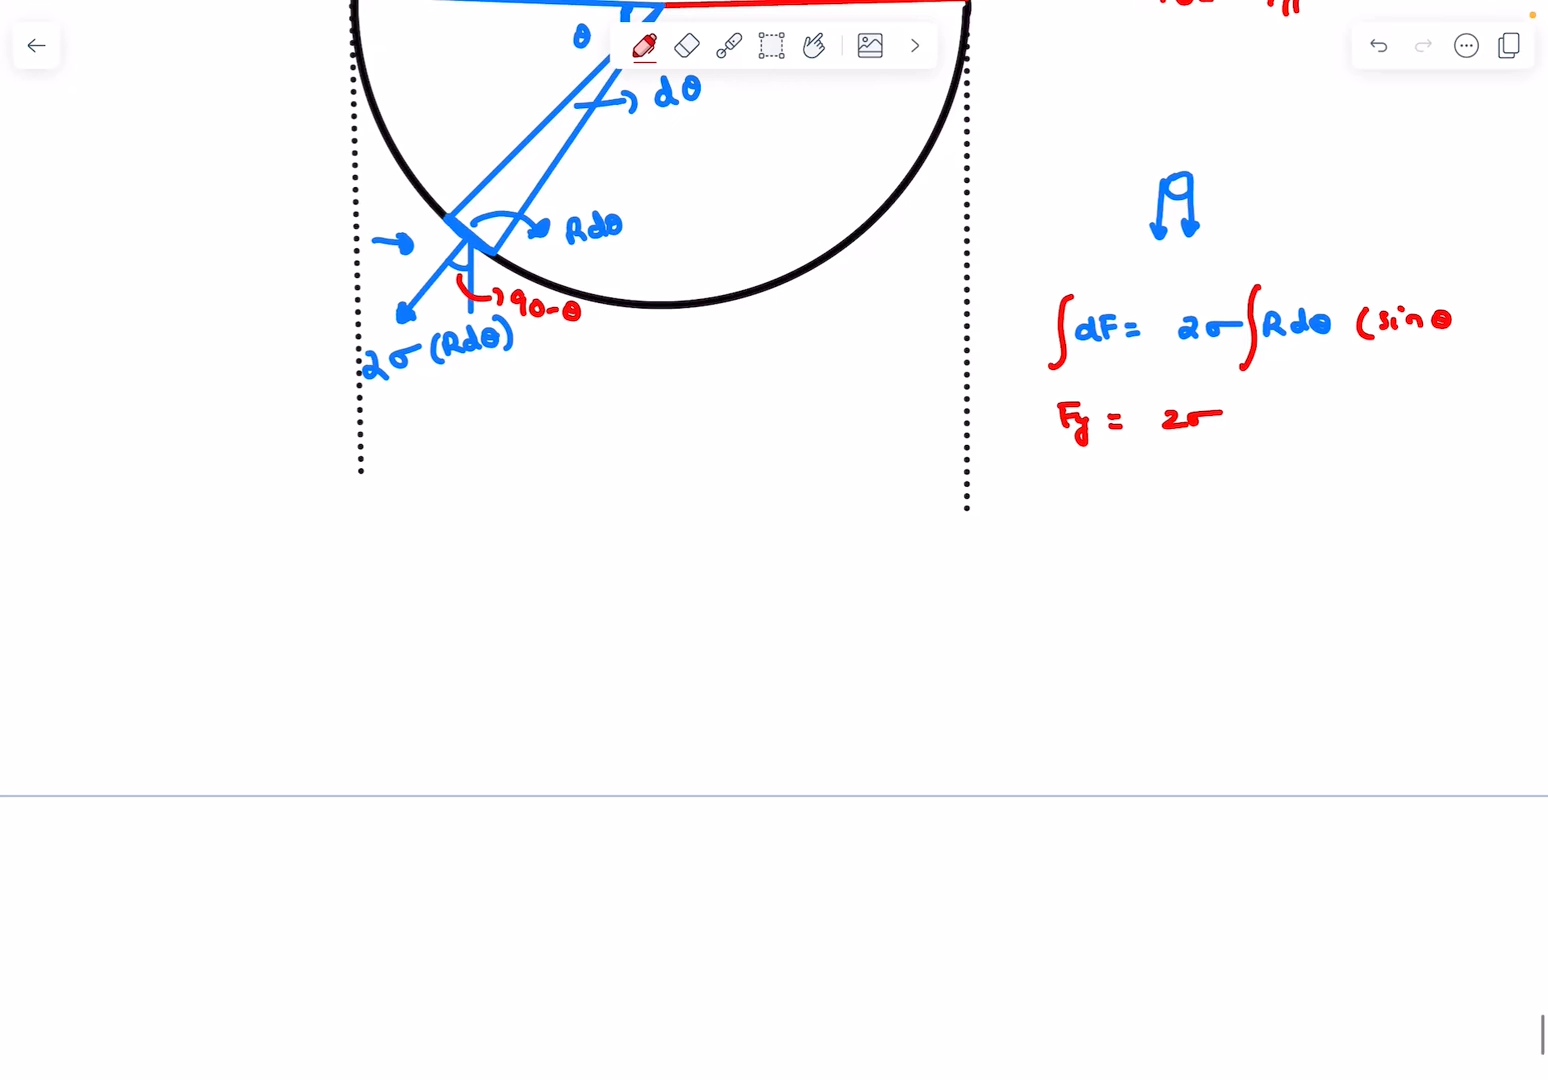 θ
dθ
Rdθ
90-θ
2σ (Rdθ)
∫dF = 2σ∫Rdθ (sinθ
Fy = 2σ